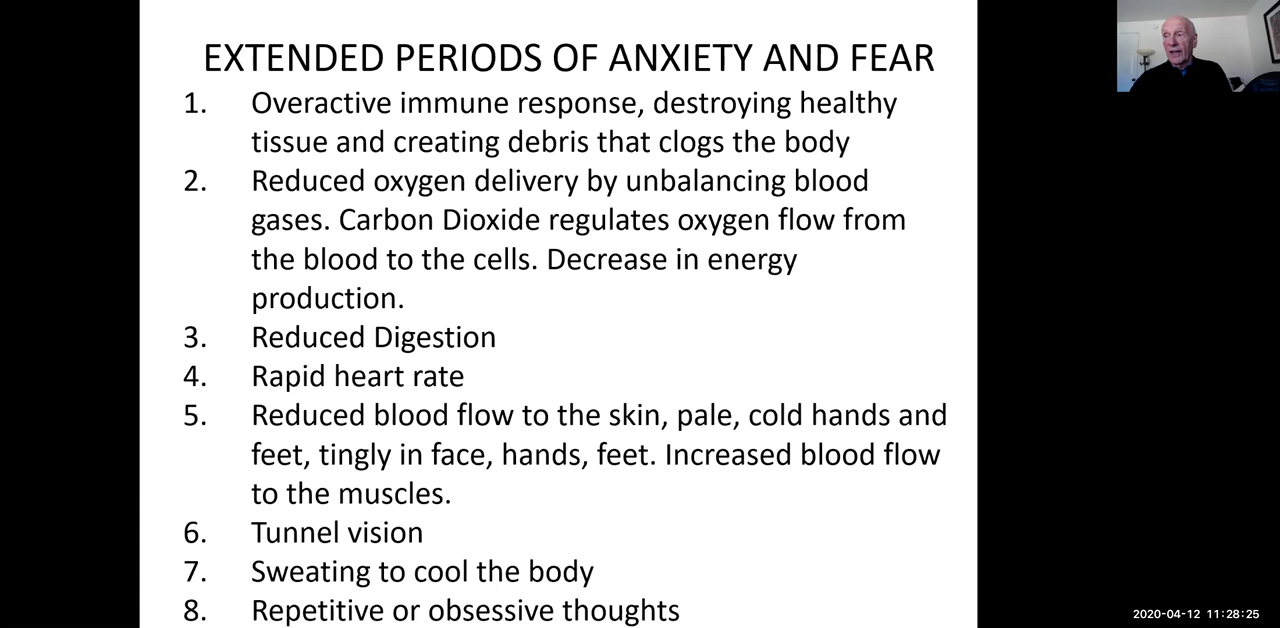 EXTENDED PERIODS OF ANXIETY AND FEAR
1. Overactive immune response, destroying healthy
tissue and creating debris that clogs the body
2. Reduced oxygen delivery by unbalancing blood
gases. Carbon Dioxide regulates oxygen flow from
the blood to the cells. Decrease in energy
production.
3. Reduced Digestion
4. Rapid heart rate
5. Reduced blood flow to the skin, pale, cold hands and
feet, tingly in face, hands, feet. Increased blood flow
to the muscles.
6. Tunnel vision
7. Sweating to cool the body
8. Repetitive or obsessive thoughts
2020-04-12 11:28:25